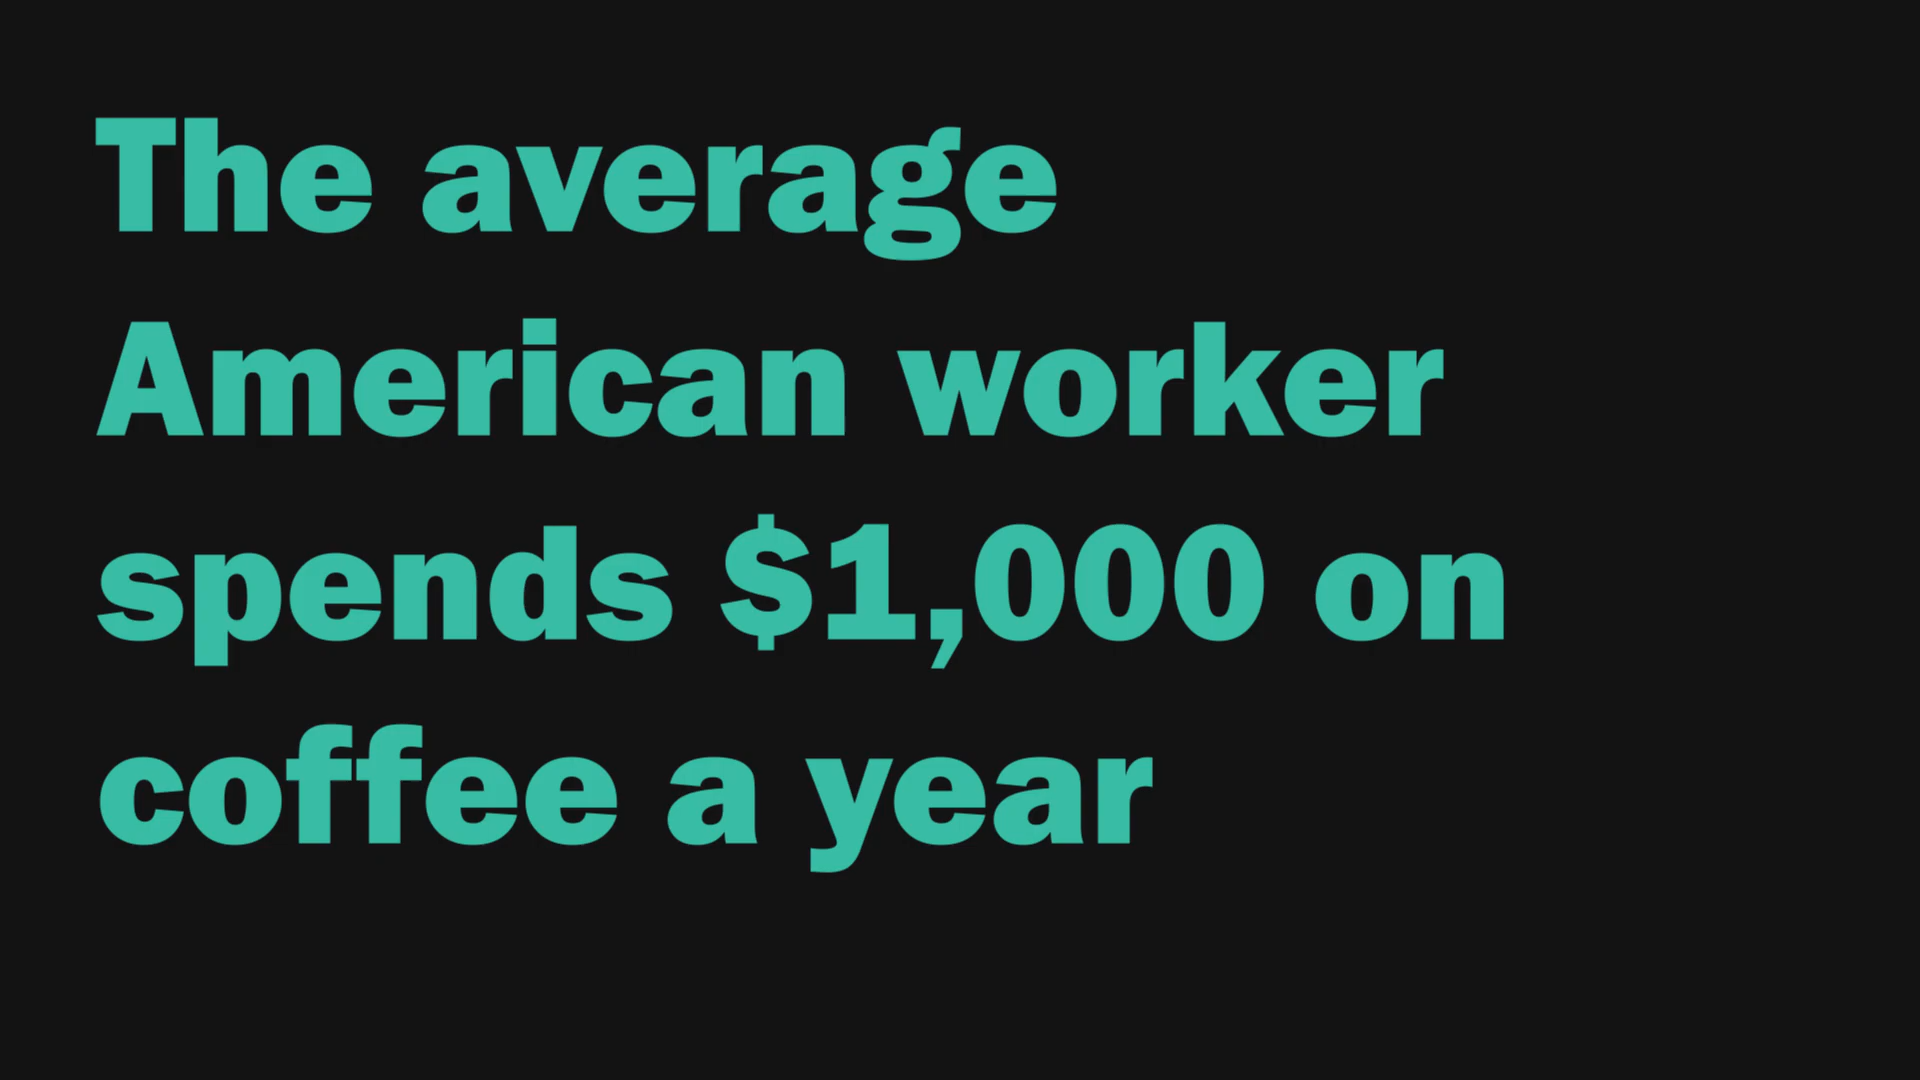 The average
American worker
spends $1,000 on
coffee a year